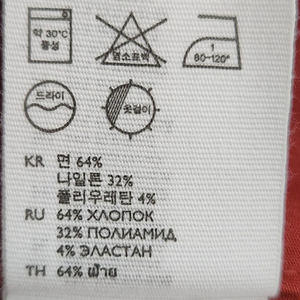 약 30°C
중성
염소표백
1
60~120°
드라이
옷걸이
KR 면 64%
나일론 32%
폴리우레탄 4%
RU 64% ХЛОПОК
32% ПОЛИАМИД
4% ЭЛАСТАН
TH 64% ฝ้าย